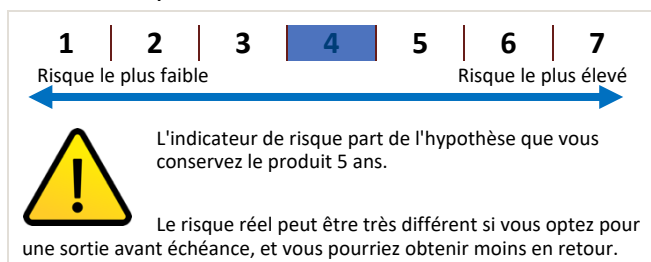 1 2 3 4 5 6 7
Risque le plus faible Risque le plus élevé
L'indicateur de risque part de l'hypothèse que vous
conservez le produit 5 ans.
Le risque réel peut être très différent si vous optez pour
une sortie avant échéance, et vous pourriez obtenir moins en retour.